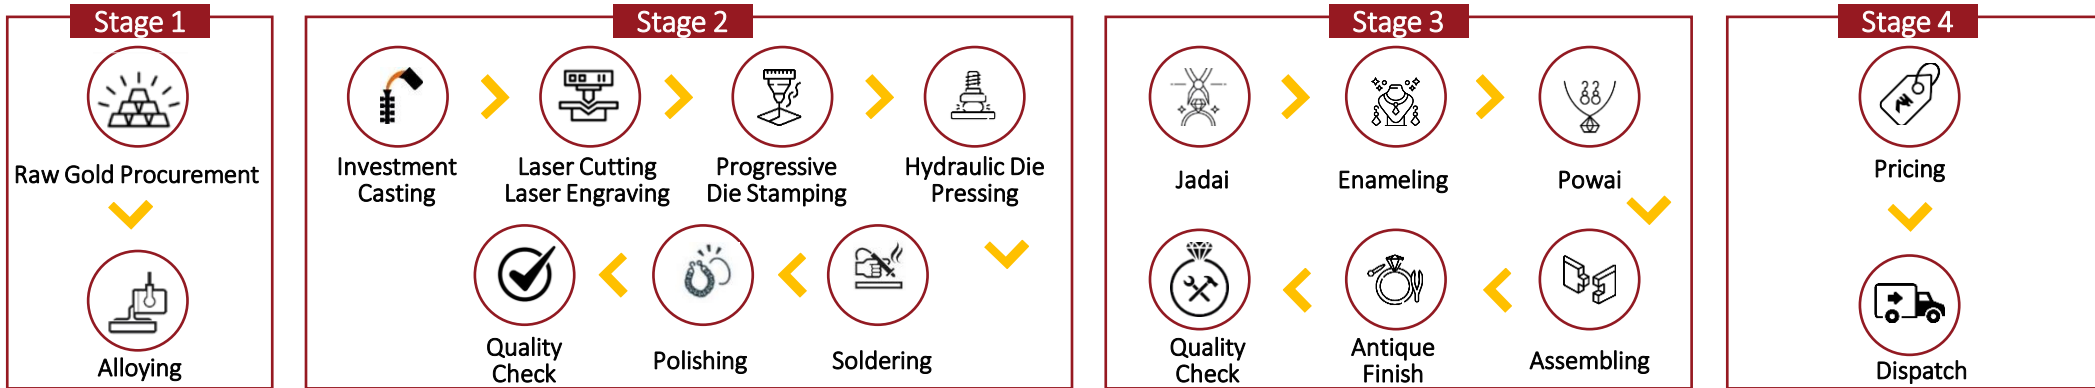 Stage 1
Raw Gold Procurement
Alloying
Stage 2
Investment
Casting
Laser Cutting
Laser Engraving
Progressive
Die Stamping
Hydraulic Die
Pressing
Soldering
Polishing
Quality
Check
Stage 3
Jadai
Enameling
Powai
Assembling
Antique
Finish
Quality
Check
Stage 4
Pricing
Dispatch